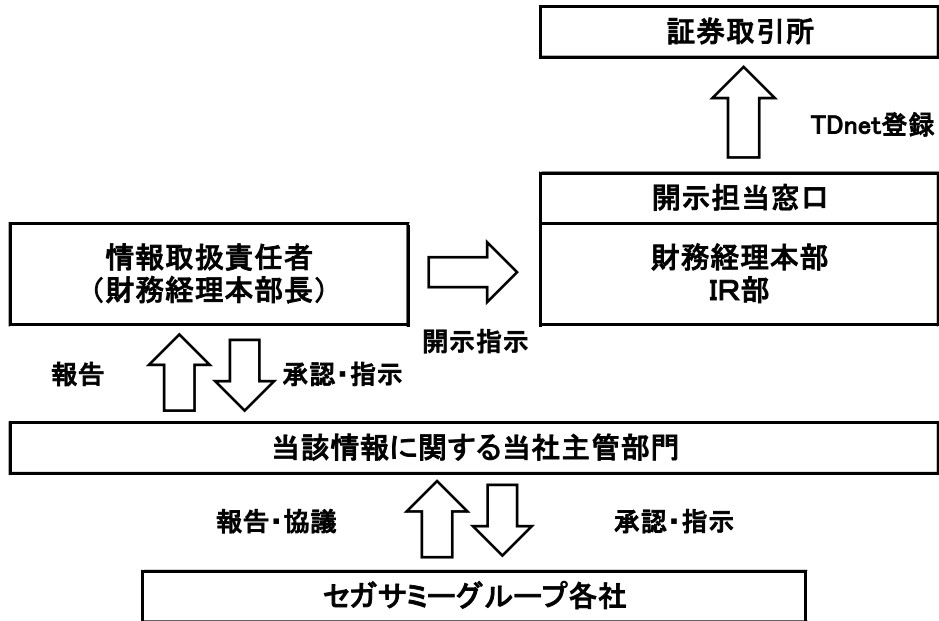 証券取引所
TDnet登録
開示担当窓口
財務経理本部
IR部
情報取扱責任者
（財務経理本部長）
開示指示
報告
承認・指示
当該情報に関する当社主管部門
報告・協議
承認・指示
セガサミーグループ各社